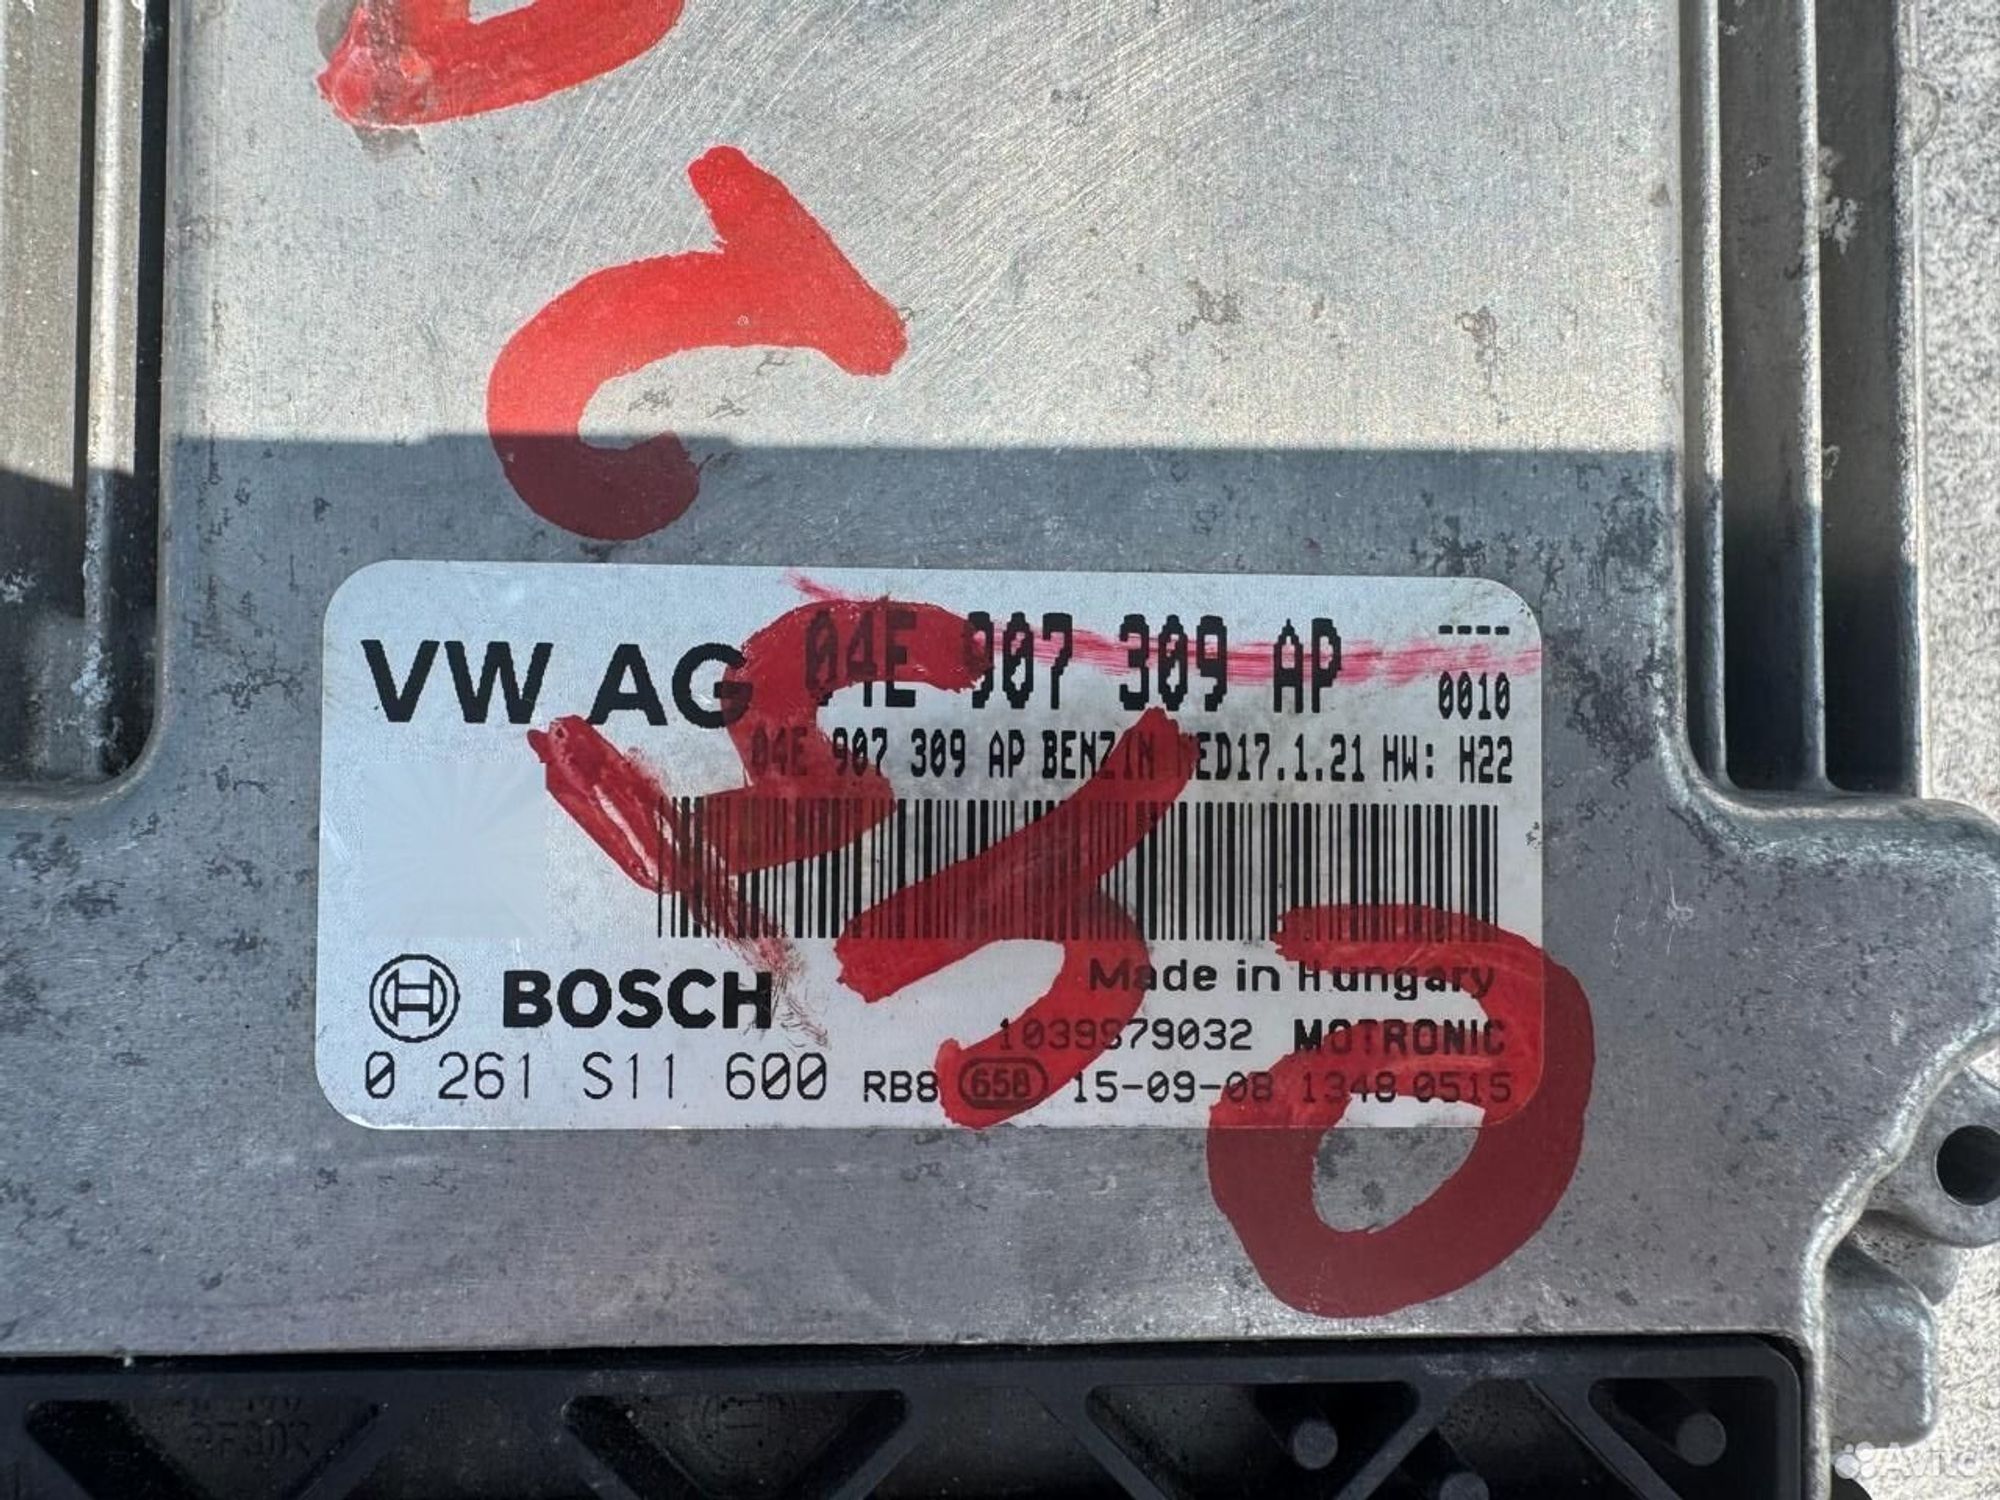 VW AG 04E 907 309 AP ----
0010
04E 907 309 AP BENZIN MED17.1.21 HW: H22
BOSCH
Made in Hungary
1039S79032 MOTRONIC
0 261 S11 600 RB8 658 15-09-08 1348 0515
Avito